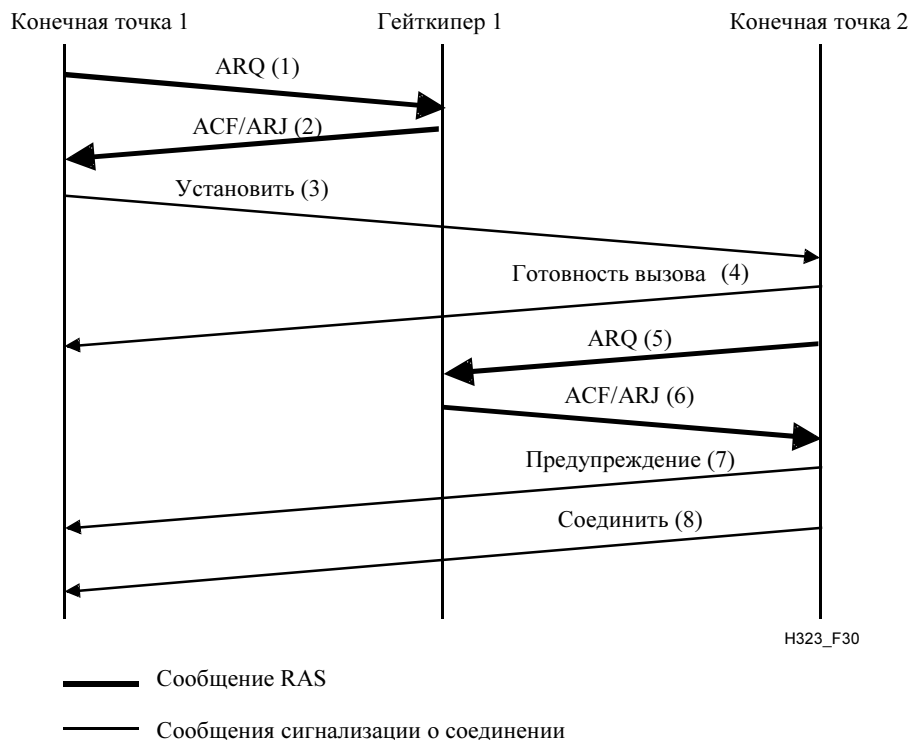 Конечная точка 1 Гейткипер 1 Конечная точка 2
ARQ (1)
ACF/ARJ (2)
Установить (3)
Готовность вызова (4)
ARQ (5)
ACF/ARJ (6)
Предупреждение (7)
Соединить (8)
H323_F30
Сообщение RAS
Сообщения сигнализации о соединении